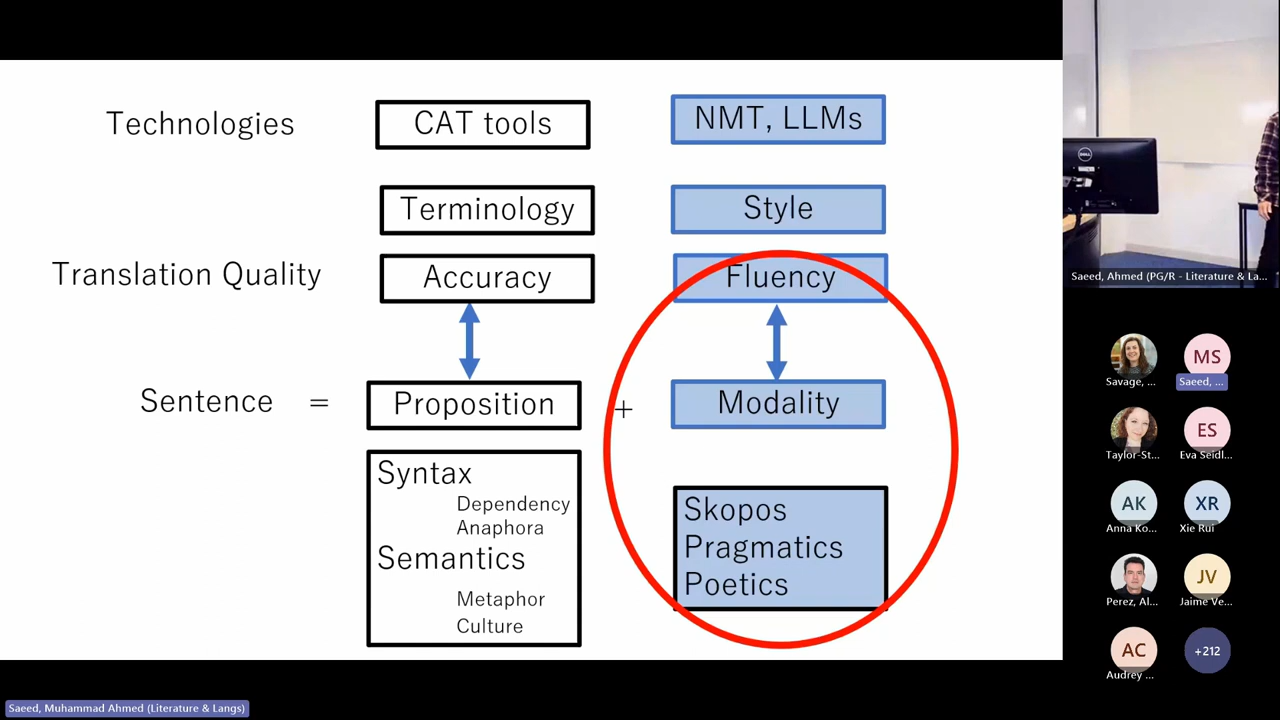 Technologies
CAT tools
NMT, LLMs
Terminology
Style
Translation Quality
Accuracy
Fluency
Sentence = Proposition + Modality
Syntax
Dependency
Anaphora
Semantics
Metaphor
Culture
Skopos
Pragmatics
Poetics
DELL
Saeed, Ahmed (PG/R - Literature & La...
MS
Savage, ...
Saeed, ...
ES
Taylor-St...
Eva Seidl...
AK
XR
Anna Ko...
Xie Rui
JV
Perez, Al...
Jaime Ve...
AC
+212
Audrey ...
Saeed, Muhammad Ahmed (Literature & Langs)